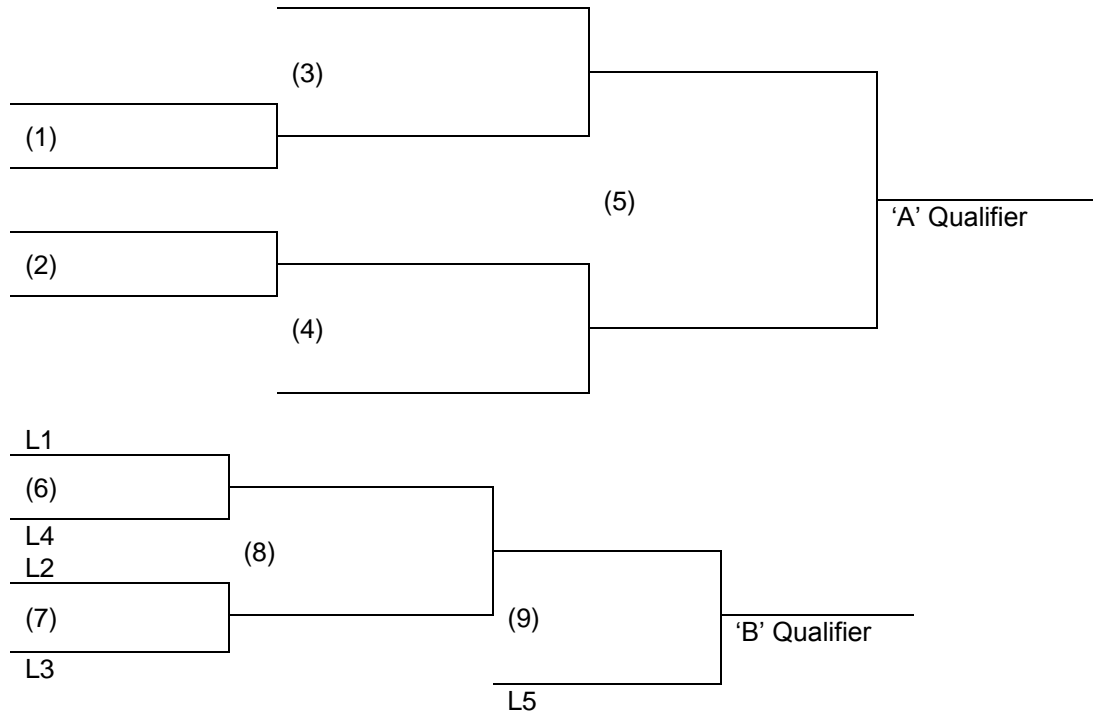 (3)
(1)
(5)
‘A’ Qualifier
(2)
(4)
L1
(6)
L4
(8)
L2
(7)
(9)
‘B’ Qualifier
L3
L5